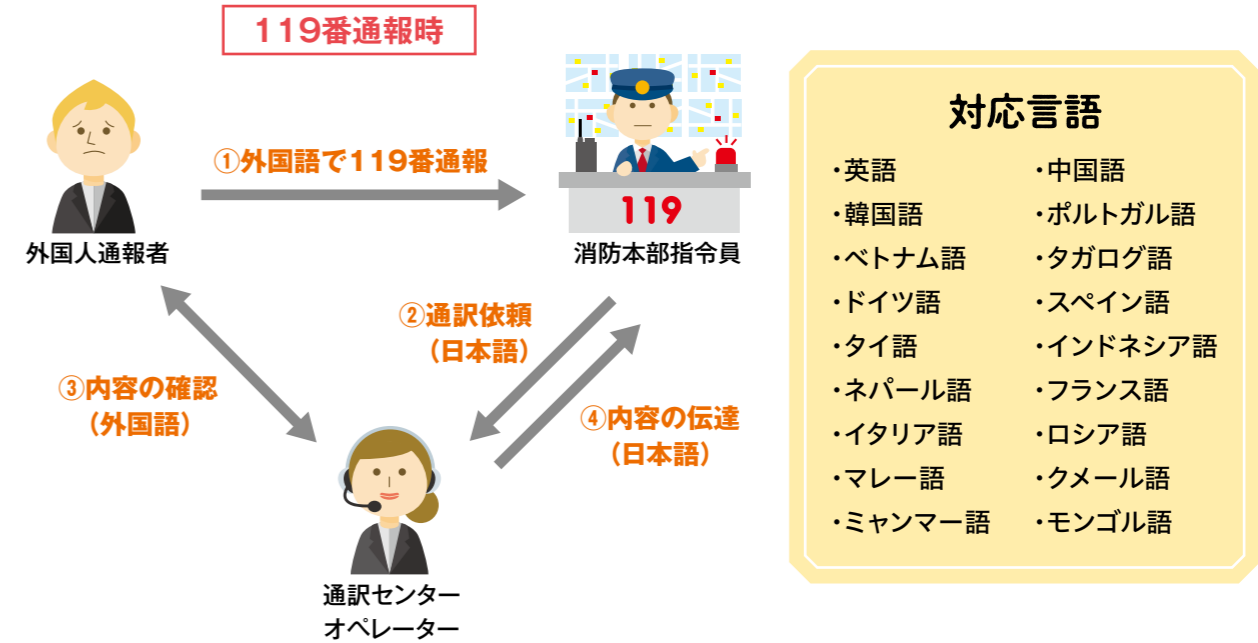 119番通報時
①外国語で119番通報
119
外国人通報者
消防本部指令員
②通訳依頼
(日本語)
③内容の確認
(外国語)
④内容の伝達
(日本語)
通訳センター
オペレーター
対応言語
・英語
・中国語
・韓国語
・ポルトガル語
・ベトナム語
・タガログ語
・ドイツ語
・スペイン語
・タイ語
・インドネシア語
・ネパール語
・フランス語
・イタリア語
・ロシア語
・マレー語
・クメール語
・ミャンマー語
・モンゴル語